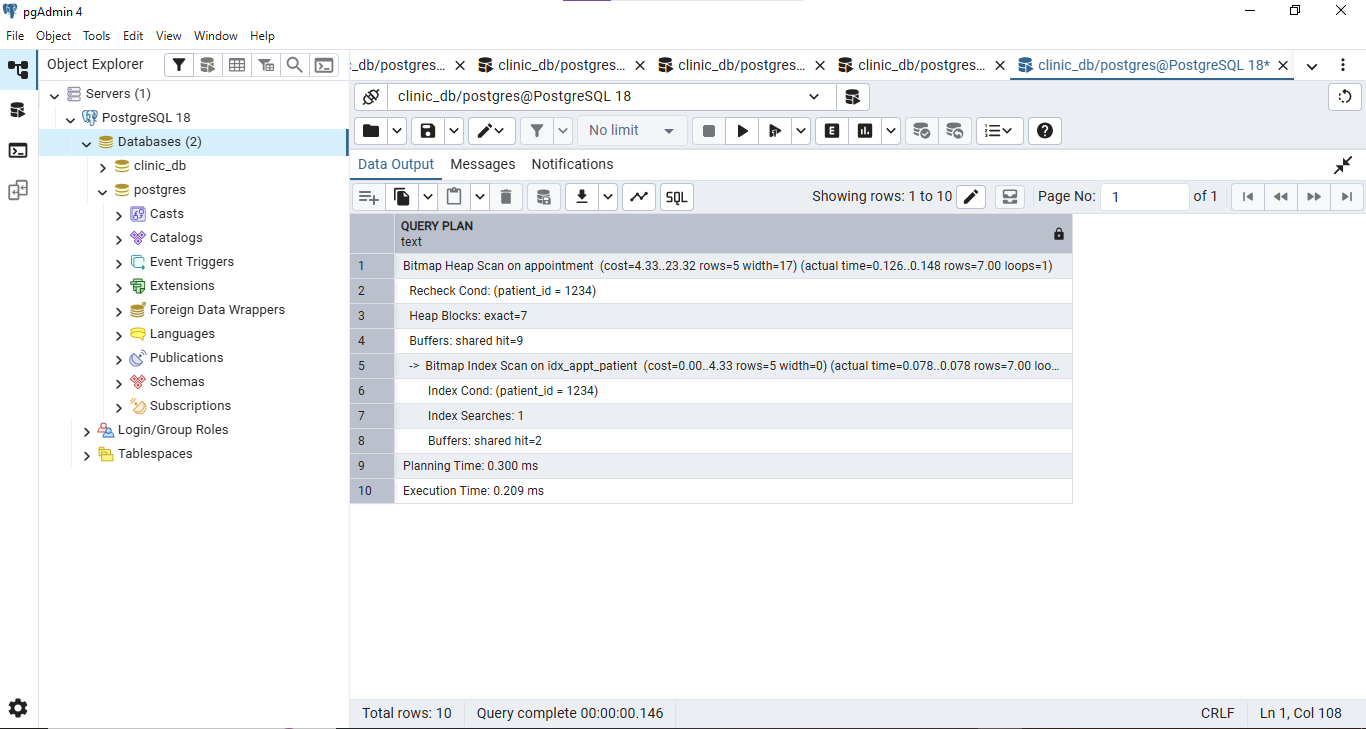 pgAdmin 4
File Object Tools Edit View Window Help
Object Explorer
Servers (1)
PostgreSQL 18
Databases (2)
clinic_db
postgres
Casts
Catalogs
Event Triggers
Extensions
Foreign Data Wrappers
Languages
Publications
Schemas
Subscriptions
Login/Group Roles
Tablespaces
_db/postgres... clinic_db/postgres... clinic_db/postgres... clinic_db/postgres... clinic_db/postgres@PostgreSQL 18*
clinic_db/postgres@PostgreSQL 18
No limit E
Data Output Messages Notifications
SQL Showing rows: 1 to 10 Page No: 1 of 1
QUERY PLAN
text
1 Bitmap Heap Scan on appointment (cost=4.33..23.32 rows=5 width=17) (actual time=0.126..0.148 rows=7.00 loops=1)
2 Recheck Cond: (patient_id = 1234)
3 Heap Blocks: exact=7
4 Buffers: shared hit=9
5 -> Bitmap Index Scan on idx_appt_patient (cost=0.00..4.33 rows=5 width=0) (actual time=0.078..0.078 rows=7.00 loo...
6 Index Cond: (patient_id = 1234)
7 Index Searches: 1
8 Buffers: shared hit=2
9 Planning Time: 0.300 ms
10 Execution Time: 0.209 ms
Total rows: 10 Query complete 00:00:00.146 CRLF Ln 1, Col 108